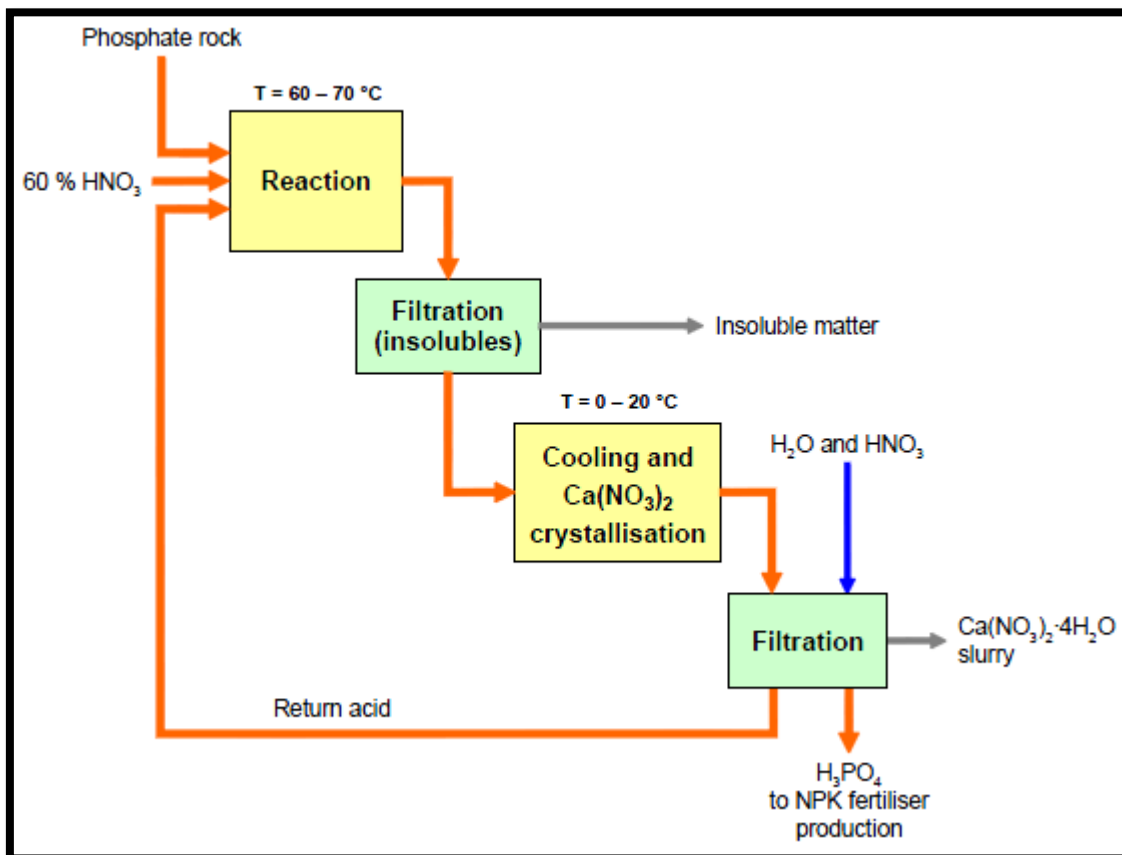 Phosphate rock
T = 60 – 70 °C
60 % HNO₃
Reaction
Filtration
(insolubles)
Insoluble matter
T = 0 – 20 °C
Cooling and
Ca(NO₃)₂
crystallisation
H₂O and HNO₃
Filtration
Ca(NO₃)₂·4H₂O
slurry
Return acid
H₃PO₄
to NPK fertiliser
production